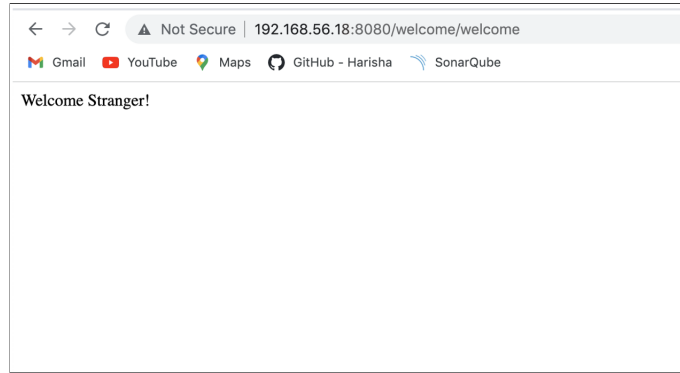 Not Secure 192.168.56.18:8080/welcome/welcome
Gmail YouTube Maps GitHub - Harisha SonarQube
Welcome Stranger!